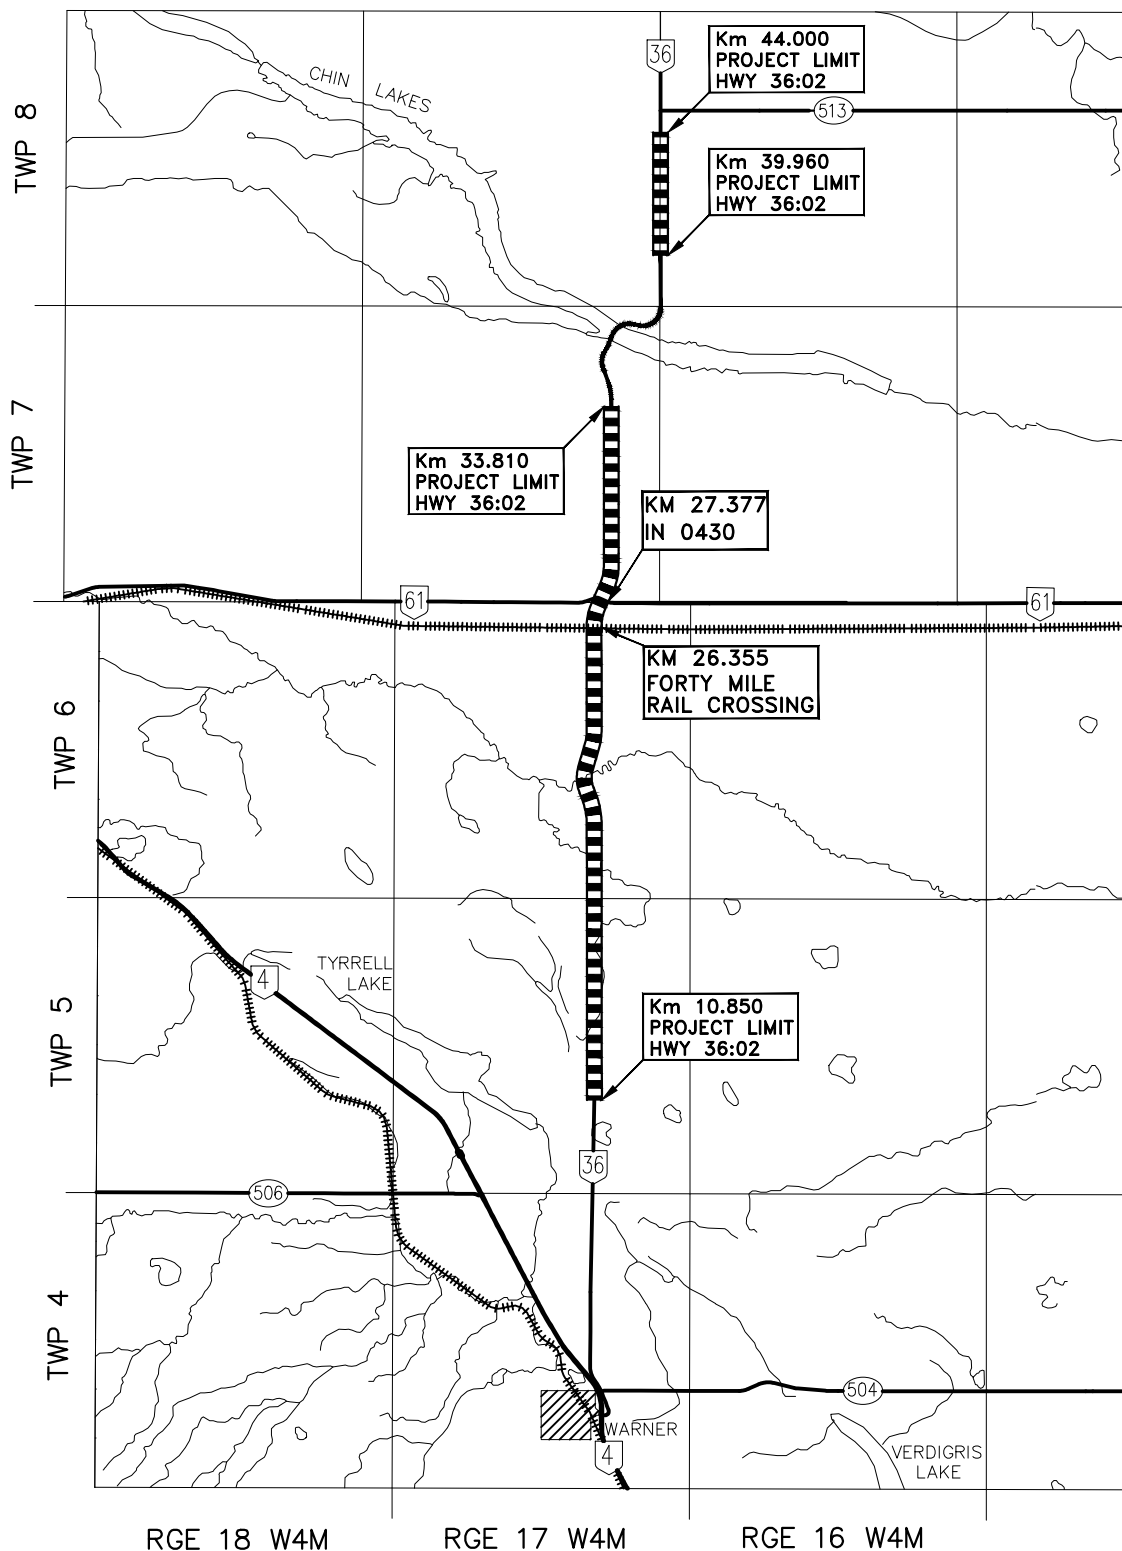 36
Km 44.000
PROJECT LIMIT
HWY 36:02
CHIN LAKES
513
TWP 8
Km 39.960
PROJECT LIMIT
HWY 36:02
TWP 7
Km 33.810
PROJECT LIMIT
HWY 36:02
KM 27.377
IN 0430
61
61
KM 26.355
FORTY MILE
RAIL CROSSING
TWP 6
TYRRELL
LAKE
4
Km 10.850
PROJECT LIMIT
HWY 36:02
TWP 5
36
506
TWP 4
504
WARNER
4
VERDIGRIS
LAKE
RGE 18 W4M
RGE 17 W4M
RGE 16 W4M